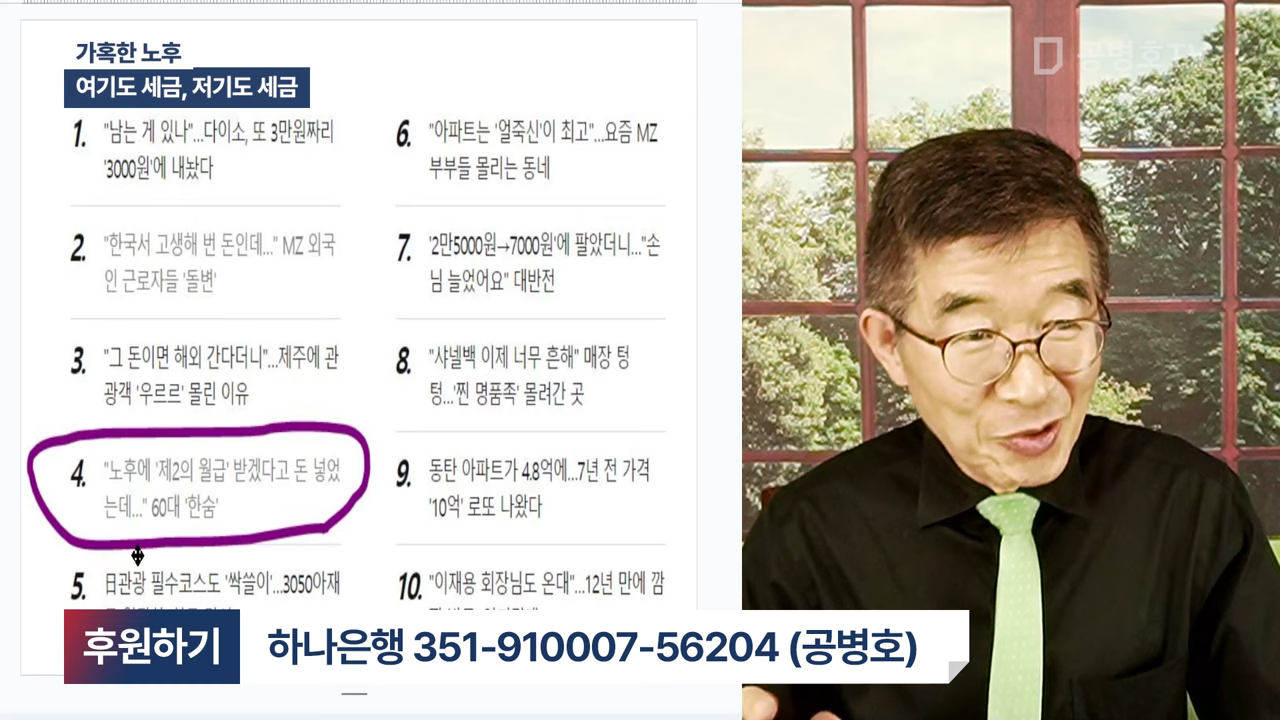 가혹한 노후
여기도 세금, 저기도 세금
1. "남는 게 있나"...다이소, 또 3만원짜리
'3000원'에 내놨다
2. "한국서 고생해 번 돈인데..." MZ 외국
인 근로자들 '돌변'
3. "그 돈이면 해외 간다더니"...제주에 관
광객 '우르르' 몰린 이유
4. "노후에 '제2의 월급' 받겠다고 돈 넣었
는데..." 60대 '한숨'
5. 日관광 필수코스도 '싹쓸이'...3050아재
6. "아파트는 '얼죽신'이 최고"...요즘 MZ
부부들 몰리는 동네
7. '2만5000원→7000원'에 팔았더니..."손
님 늘었어요" 대반전
8. "샤넬백 이제 너무 흔해" 매장 텅
텅...'찐 명품족' 몰려간 곳
9. 동탄 아파트가 4.8억에...7년 전 가격
'10억' 로또 나왔다
10. "이재용 회장님도 온대"...12년 만에 깜
공병호TV
후원하기
하나은행 351-910007-56204 (공병호)